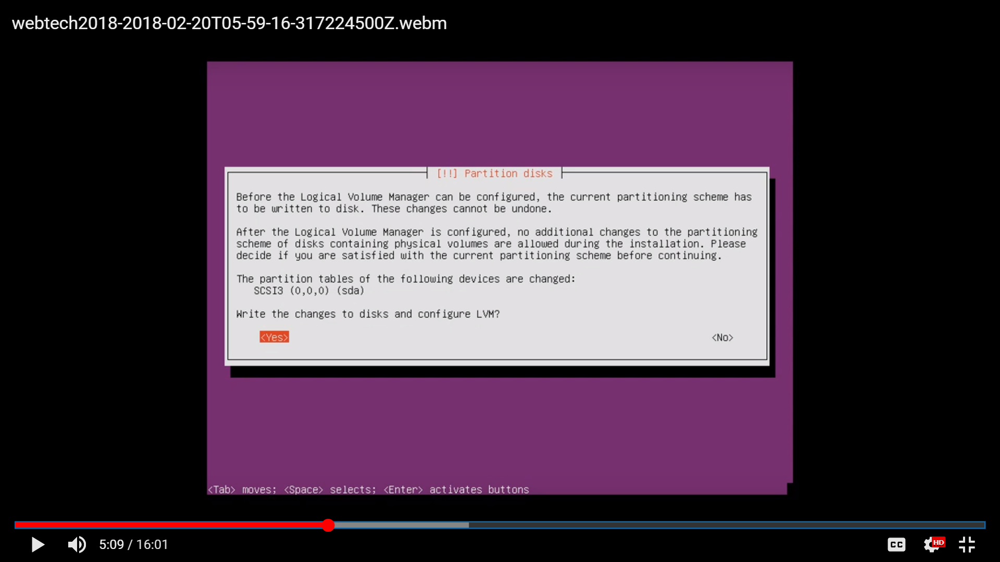 webtech2018-2018-02-20T05-59-16-317224500Z.webm
[!!] Partition disks
Before the Logical Volume Manager can be configured, the current partitioning scheme has
to be written to disk. These changes cannot be undone.
After the Logical Volume Manager is configured, no additional changes to the partitioning
scheme of disks containing physical volumes are allowed during the installation. Please
decide if you are satisfied with the current partitioning scheme before continuing.
The partition tables of the following devices are changed:
SCSI3 (0,0,0) (sda)
Write the changes to disks and configure LVM?
<Yes> <No>
<Tab> moves; <Space> selects; <Enter> activates buttons
5:09 / 16:01 CC HD